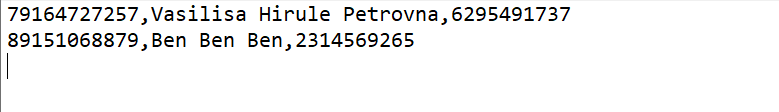 79164727257,Vasilisa Hirule Petrovna,6295491737
89151068879,Ben Ben Ben,2314569265